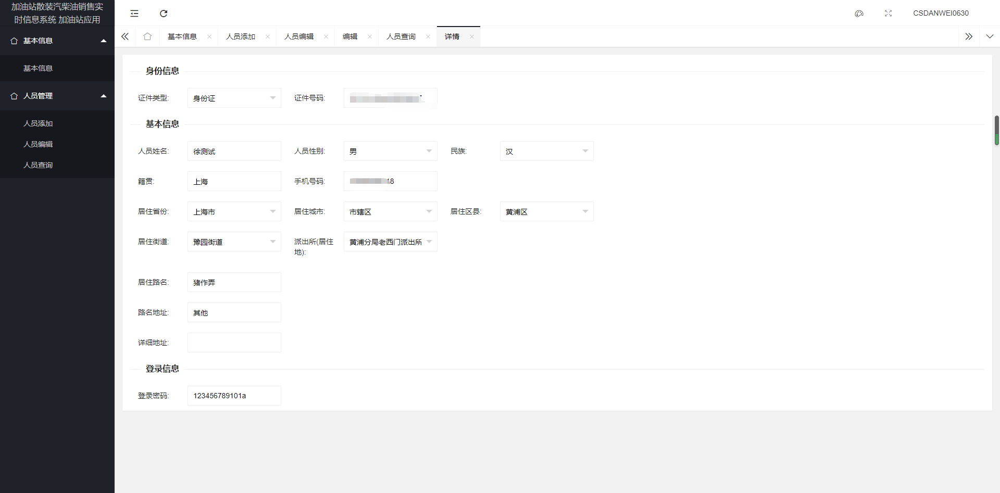 加油站散装汽柴油销售实
时信息系统 加油站应用
CSDANWEI0630
基本信息
基本信息
人员管理
人员添加
人员编辑
人员查询
基本信息 人员添加 人员编辑 编辑 人员查询 详情
身份信息
证件类型: 身份证 证件号码:
基本信息
人员姓名: 徐测试 人员性别: 男 民族: 汉
籍贯: 上海 手机号码: 18
居住省份: 上海市 居住城市: 市辖区 居住区县: 黄浦区
居住街道: 豫园街道 派出所(居住
地): 黄浦分局老西门派出所
居住路名: 猪作弄
路名地址: 其他
详细地址:
登录信息
登录密码: 123456789101a